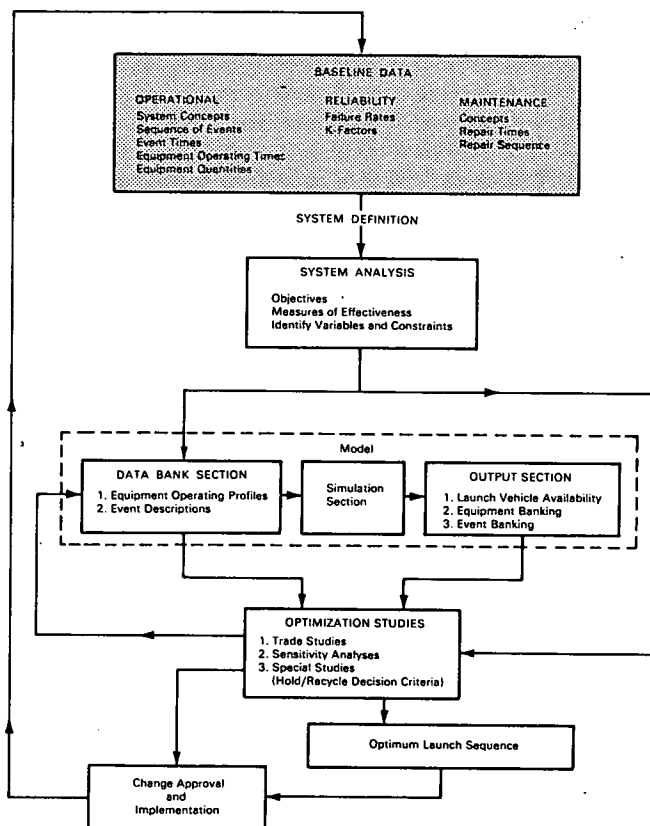 BASELINE DATA
OPERATIONAL
System Concepts
Sequence of Events
Event Times
Equipment Operating Times
Equipment Quantities
RELIABILITY
Failure Rates
K-Factors
MAINTENANCE
Concepts
Repair Times
Repair Sequence
SYSTEM DEFINITION
SYSTEM ANALYSIS
Objectives
Measures of Effectiveness
Identify Variables and Constraints
Model
DATA BANK SECTION
1. Equipment Operating Profiles
2. Event Descriptions
Simulation
Section
OUTPUT SECTION
1. Launch Vehicle Availability
2. Equipment Banking
3. Event Banking
OPTIMIZATION STUDIES
1. Trade Studies
2. Sensitivity Analyses
3. Special Studies
(Hold/Recycle Decision Criteria)
Optimum Launch Sequence
Change Approval
and
Implementation